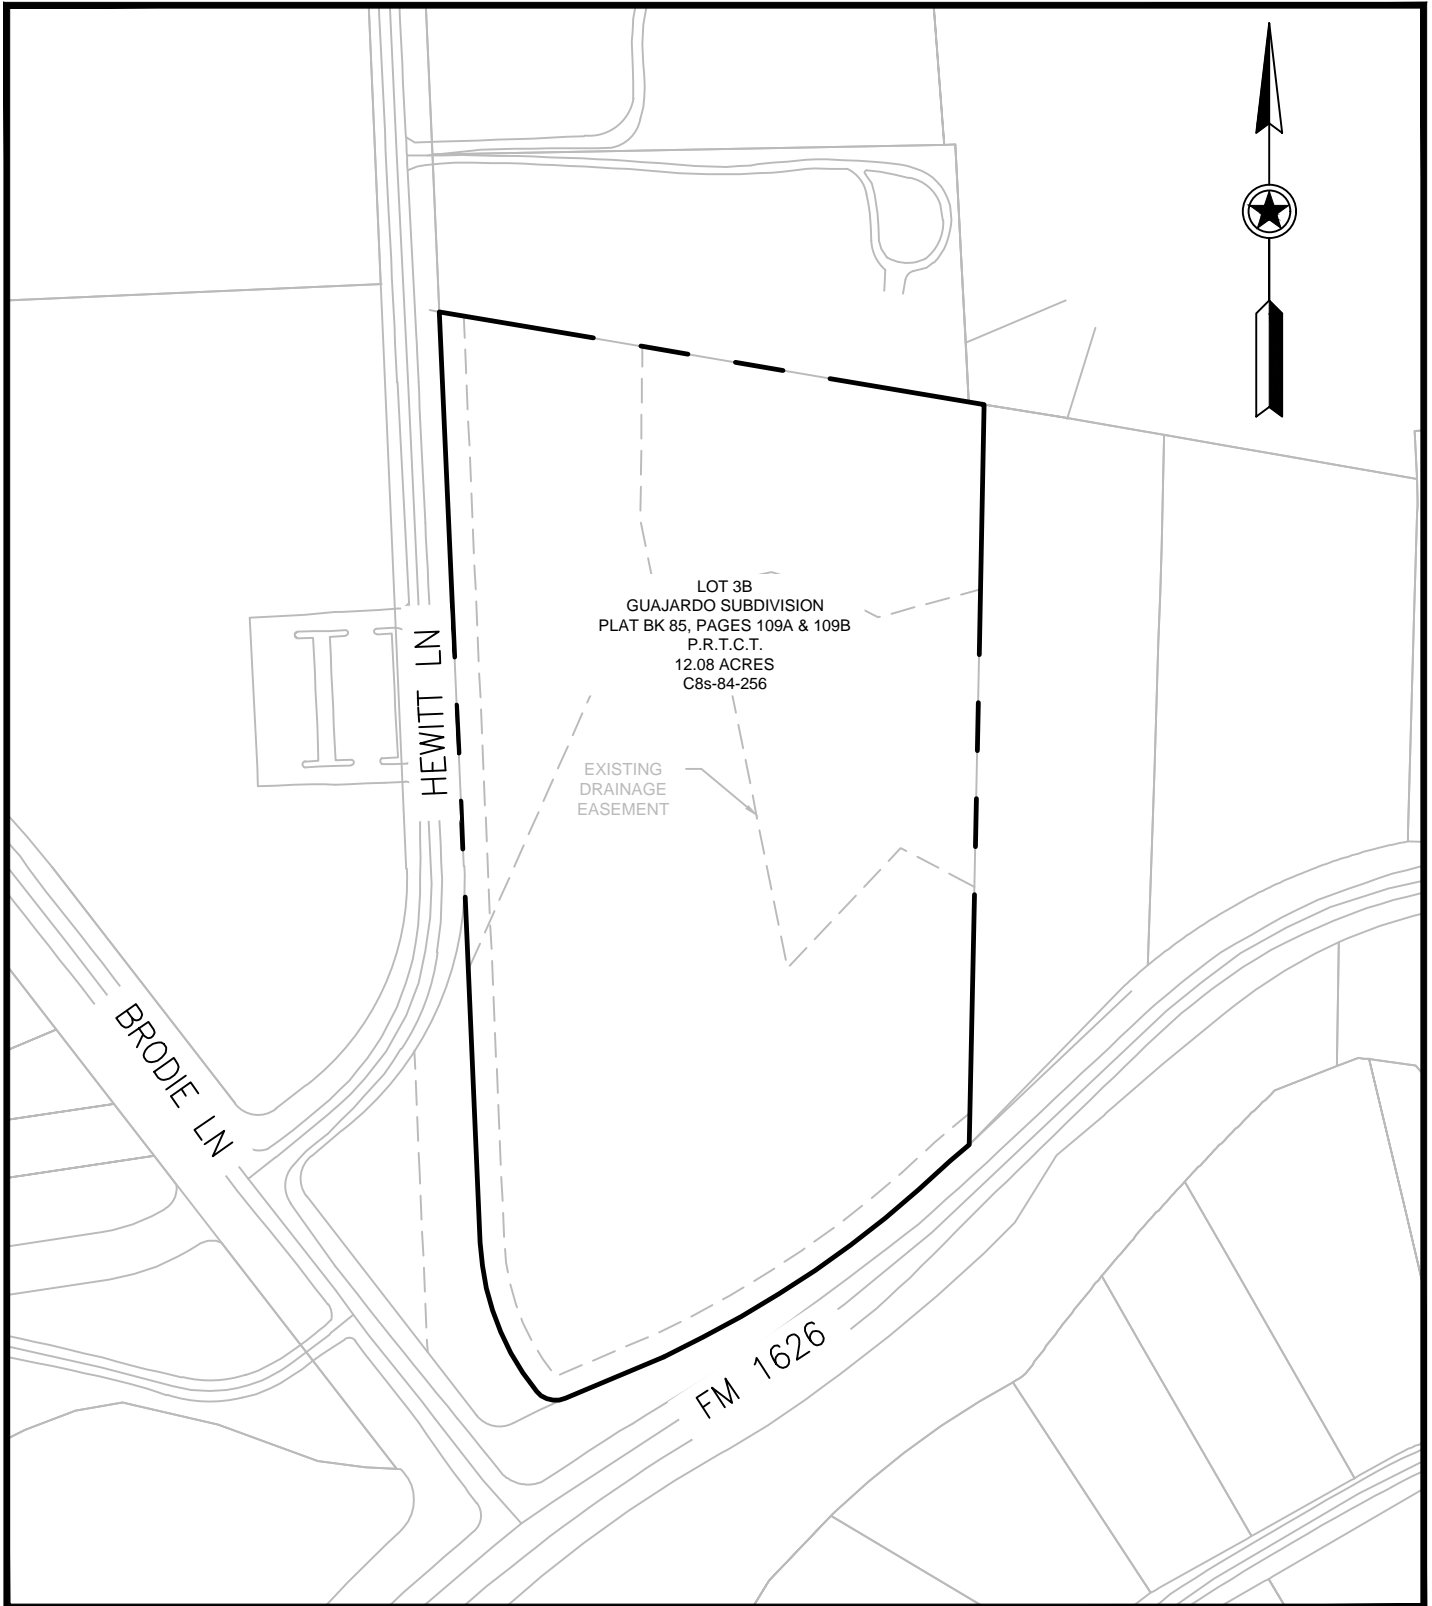 LOT 3B
GUAJARDO SUBDIVISION
PLAT BK 85, PAGES 109A & 109B
P.R.T.C.T.
12.08 ACRES
C8s-84-256
HEWITT LN
EXISTING
DRAINAGE
EASEMENT
BRODIE LN
FM 1626